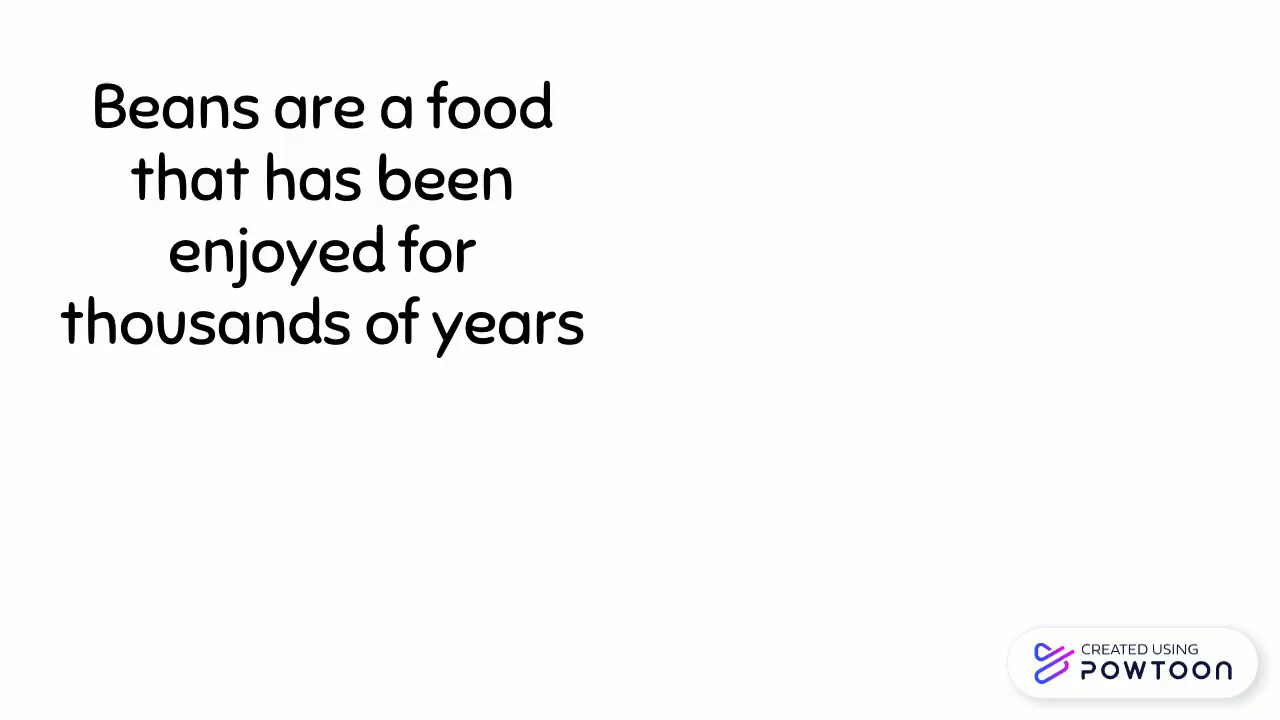 Beans are a food
that has been
enjoyed for
thousands of years
CREATED USING
POWTOON